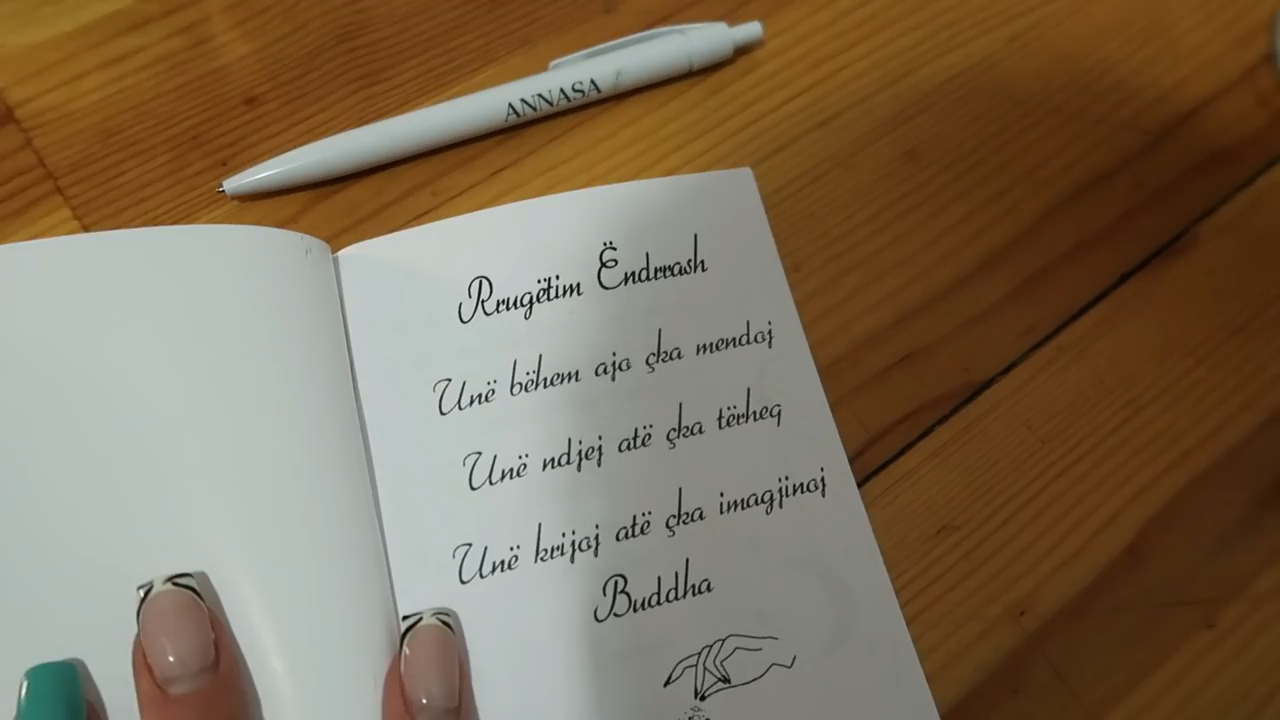 ANNASA
Rrugëtim Ëndrrash
Unë bëhem ajo çka mendoj
Unë ndjej atë çka tërheq
Unë krijoj atë çka imagjinoj
Buddha